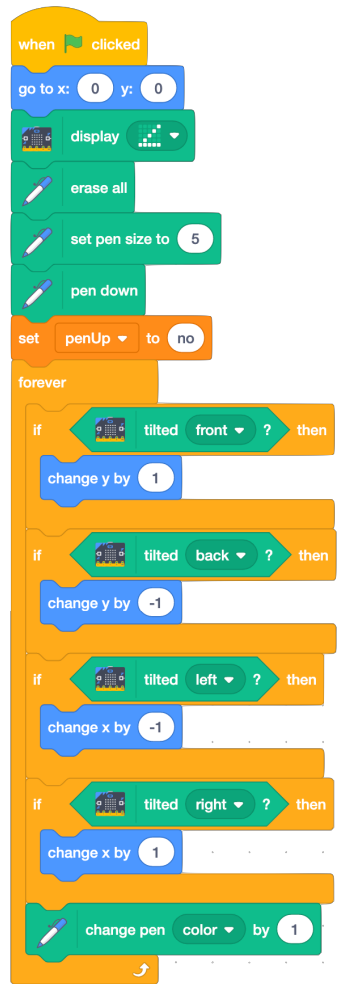 when clicked
go to x: 0 y: 0
display
erase all
set pen size to 5
pen down
set penUp to no
forever
if tilted front ? then
change y by 1
if tilted back ? then
change y by -1
if tilted left ? then
change x by -1
if tilted right ? then
change x by 1
change pen color by 1